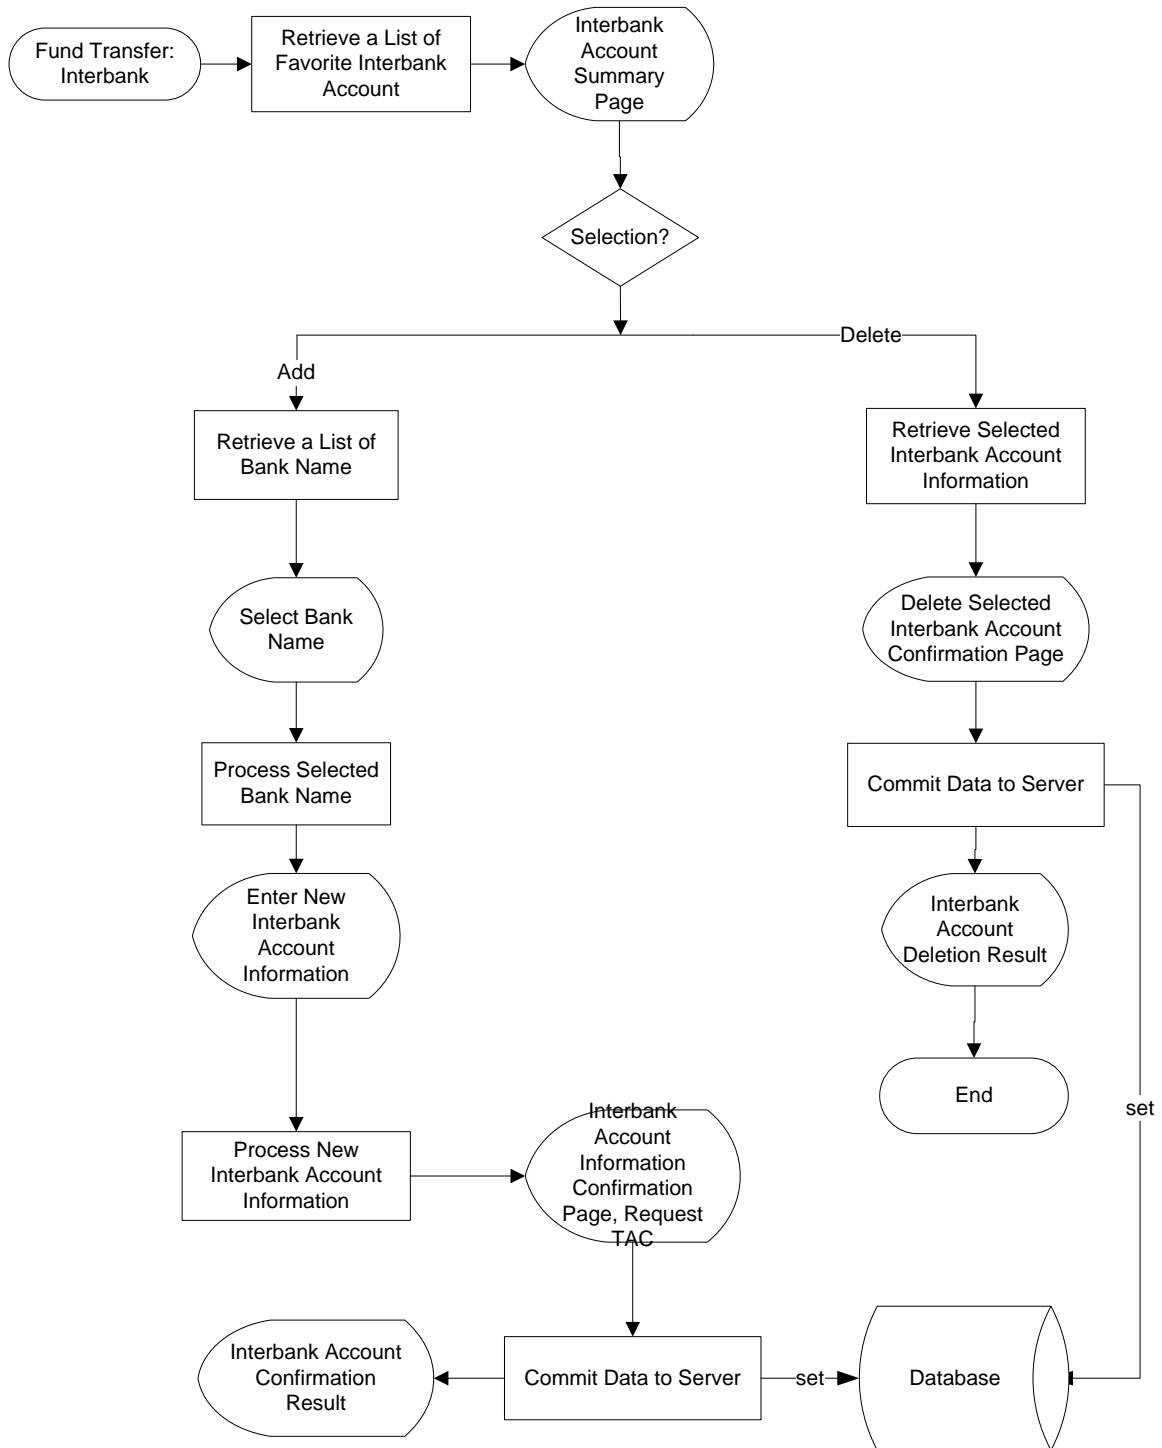 Fund Transfer:
Interbank
Retrieve a List of
Favorite Interbank
Account
Interbank
Account
Summary
Page
Selection?
Add
Delete
Retrieve a List of
Bank Name
Retrieve Selected
Interbank Account
Information
Select Bank
Name
Delete Selected
Interbank Account
Confirmation Page
Process Selected
Bank Name
Commit Data to Server
Enter New
Interbank
Account
Information
Interbank
Account
Deletion Result
End
set
Process New
Interbank Account
Information
Interbank
Account
Information
Confirmation
Page, Request
TAC
Interbank Account
Confirmation
Result
Commit Data to Server
set
Database